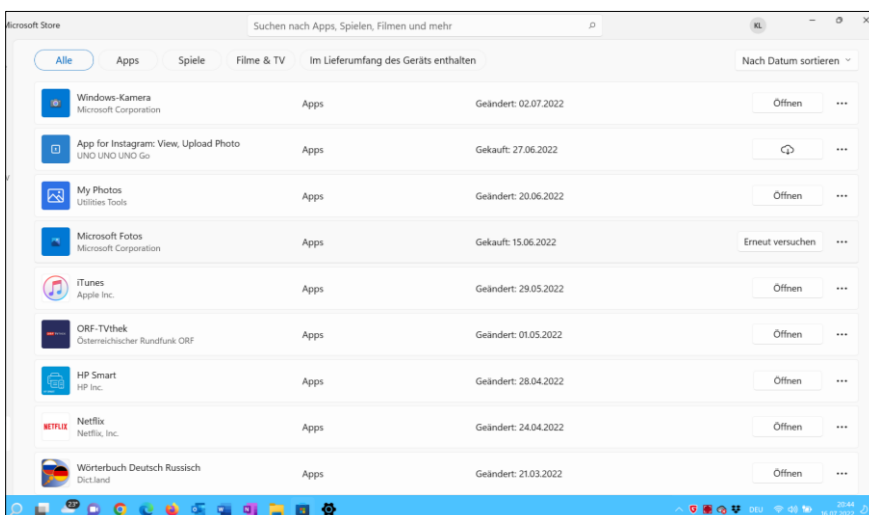 Microsoft Store
Suchen nach Apps, Spielen, Filmen und mehr
KL
Alle
Apps
Spiele
Filme & TV
Im Lieferumfang des Geräts enthalten
Nach Datum sortieren
Windows-Kamera
Microsoft Corporation
Apps
Geändert: 02.07.2022
Öffnen
App for Instagram: View, Upload Photo
UNO UNO UNO Go
Apps
Gekauft: 27.06.2022
My Photos
Utilities Tools
Apps
Geändert: 20.06.2022
Öffnen
Microsoft Fotos
Microsoft Corporation
Apps
Gekauft: 15.06.2022
Erneut versuchen
iTunes
Apple Inc.
Apps
Geändert: 29.05.2022
Öffnen
ORF-TVthek
Österreichischer Rundfunk ORF
Apps
Geändert: 01.05.2022
Öffnen
HP Smart
HP Inc.
Apps
Geändert: 28.04.2022
Öffnen
NETFLIX
Netflix
Netflix, Inc.
Apps
Geändert: 24.04.2022
Öffnen
Wörterbuch Deutsch Russisch
Dict.land
Apps
Geändert: 21.03.2022
Öffnen
23°
DEU
20:44